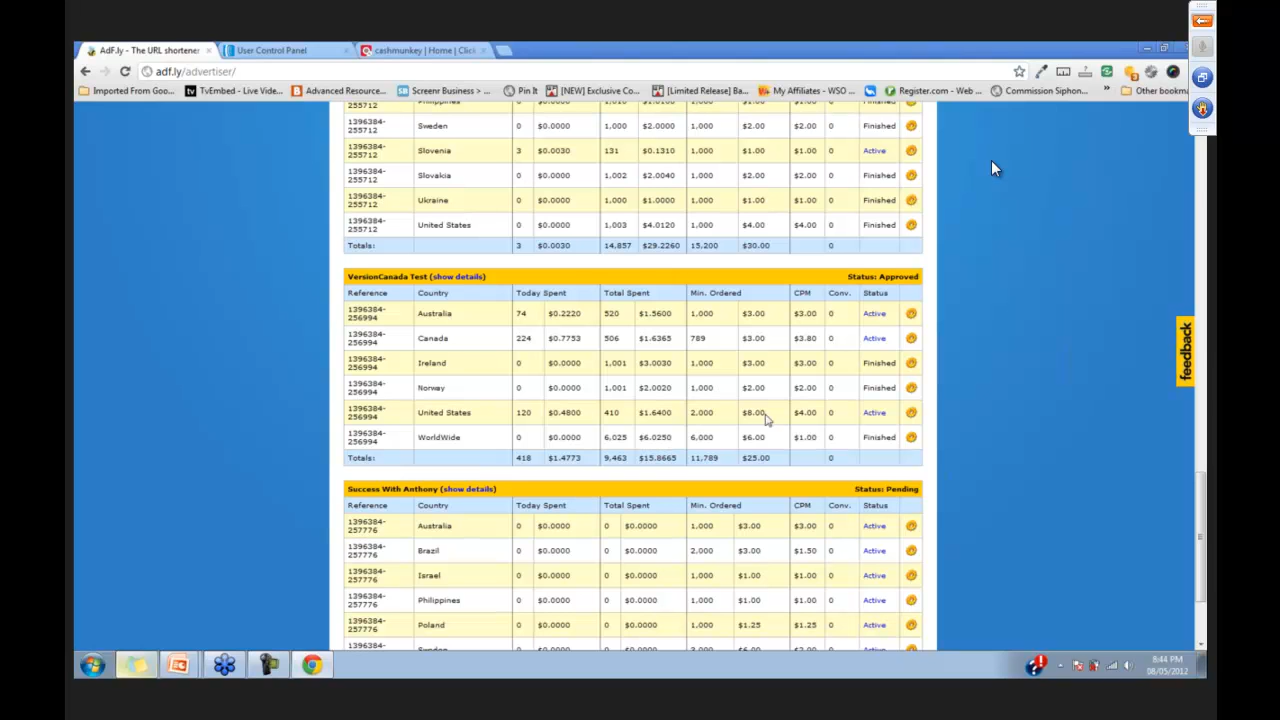 AdF.ly - The URL shortener
User Control Panel
cashmunkey | Home | Click
adf.ly/advertiser/
Imported From Goo... TvEmbed - Live Vide... Advanced Resource... Screenr Business > ... Pin It [NEW] Exclusive Co... [Limited Release] Ba... My Affiliates - WSO ... Register.com - Web ... Commission Siphon... » Other bookma
255712 Philippines Finished
1396384-
255712 Sweden 0 $0.0000 1,000 $2.0000 1,000 $2.00 $2.00 0 Finished
1396384-
255712 Slovenia 3 $0.0030 131 $0.1310 1,000 $1.00 $1.00 0 Active
1396384-
255712 Slovakia 0 $0.0000 1,002 $2.0040 1,000 $2.00 $2.00 0 Finished
1396384-
255712 Ukraine 0 $0.0000 1,000 $1.0000 1,000 $1.00 $1.00 0 Finished
1396384-
255712 United States 0 $0.0000 1,003 $4.0120 1,000 $4.00 $4.00 0 Finished
Totals: 3 $0.0030 14,857 $29.2260 15,200 $30.00 0
VersionCanada Test (show details) Status: Approved
Reference Country Today Spent Total Spent Min. Ordered CPM Conv. Status
1396384-
256994 Australia 74 $0.2220 520 $1.5600 1,000 $3.00 $3.00 0 Active
1396384-
256994 Canada 224 $0.7753 506 $1.6365 789 $3.00 $3.80 0 Active
1396384-
256994 Ireland 0 $0.0000 1,001 $3.0030 1,000 $3.00 $3.00 0 Finished
1396384-
256994 Norway 0 $0.0000 1,001 $2.0020 1,000 $2.00 $2.00 0 Finished
1396384-
256994 United States 120 $0.4800 410 $1.6400 2,000 $8.00 $4.00 0 Active
1396384-
256994 WorldWide 0 $0.0000 6,025 $6.0250 6,000 $6.00 $1.00 0 Finished
Totals: 418 $1.4773 9,463 $15.8665 11,789 $25.00 0
Success With Anthony (show details) Status: Pending
Reference Country Today Spent Total Spent Min. Ordered CPM Conv. Status
1396384-
257776 Australia 0 $0.0000 0 $0.0000 1,000 $3.00 $3.00 0 Active
1396384-
257776 Brazil 0 $0.0000 0 $0.0000 2,000 $3.00 $1.50 0 Active
1396384-
257776 Israel 0 $0.0000 0 $0.0000 1,000 $1.00 $1.00 0 Active
1396384-
257776 Philippines 0 $0.0000 0 $0.0000 1,000 $1.00 $1.00 0 Active
1396384-
257776 Poland 0 $0.0000 0 $0.0000 1,000 $1.25 $1.25 0 Active
1396384-
feedback
8:44 PM
08/05/2012